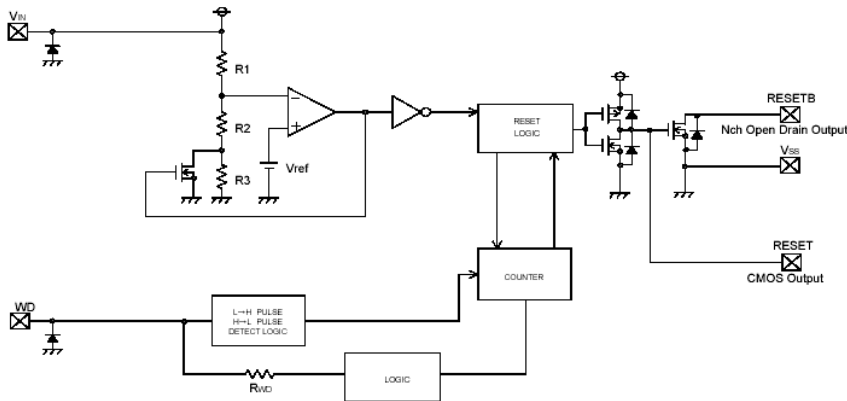 VIN
R1
R2
R3
−
+
Vref
RESET
LOGIC
RESETB
Nch Open Drain Output
VSS
RESET
CMOS Output
COUNTER
WD
L→H PULSE
H→L PULSE
DETECT LOGIC
RWD
LOGIC